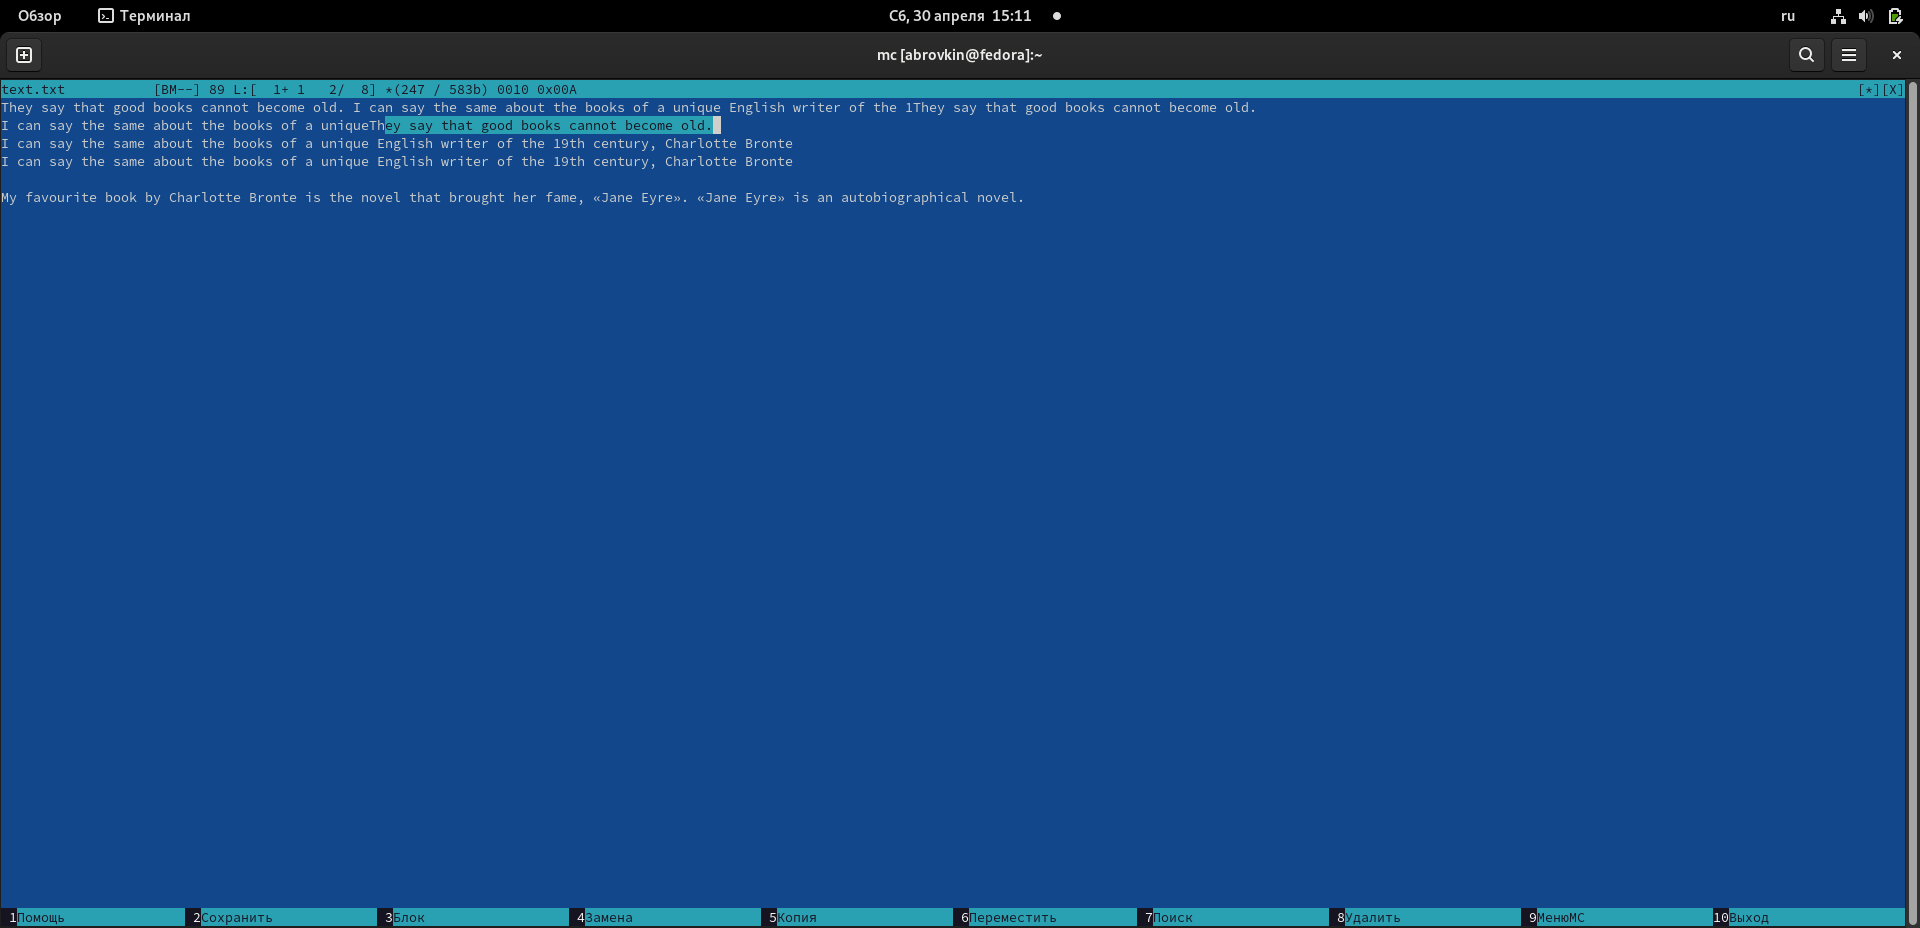 Обзор Терминал Сб, 30 апреля 15:11 ru
mc [abrovkin@fedora]:~
text.txt [BM--] 89 L:[ 1+ 1 2/ 8] *(247 / 583b) 0010 0x00A [*][X]
They say that good books cannot become old. I can say the same about the books of a unique English writer of the 1They say that good books cannot become old.
I can say the same about the books of a uniqueThey say that good books cannot become old.
I can say the same about the books of a unique English writer of the 19th century, Charlotte Bronte
I can say the same about the books of a unique English writer of the 19th century, Charlotte Bronte
My favourite book by Charlotte Bronte is the novel that brought her fame, «Jane Eyre». «Jane Eyre» is an autobiographical novel.
1Помощь 2Сохранить 3Блок 4Замена 5Копия 6Переместить 7Поиск 8Удалить 9МенюMC 10Выход